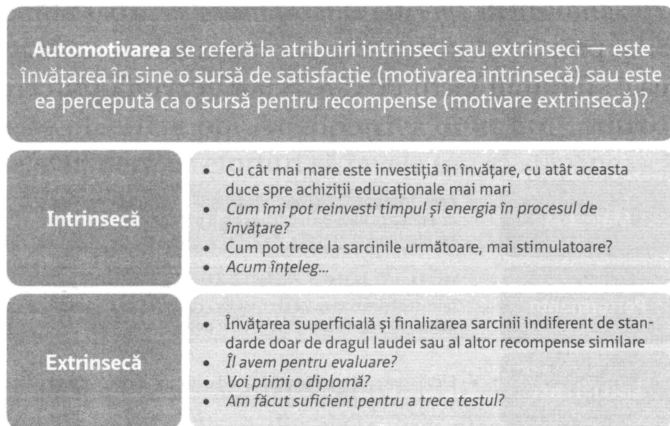 Automotivarea se referă la atribuiri intrinseci sau extrinseci — este
învățarea în sine o sursă de satisfacție (motivarea intrinsecă) sau este
ea percepută ca o sursă pentru recompense (motivare extrinsecă)?
Intrinsecă
• Cu cât mai mare este investiția în învățare, cu atât aceasta
duce spre achiziții educaționale mai mari
• Cum îmi pot reinvesti timpul și energia în procesul de
învățare?
• Cum pot trece la sarcinile următoare, mai stimulatoare?
• Acum înțeleg...
Extrinsecă
• Învățarea superficială și finalizarea sarcinii indiferent de stan-
darde doar de dragul laudei sau al altor recompense similare
• Îl avem pentru evaluare?
• Voi primi o diplomă?
• Am făcut suficient pentru a trece testul?